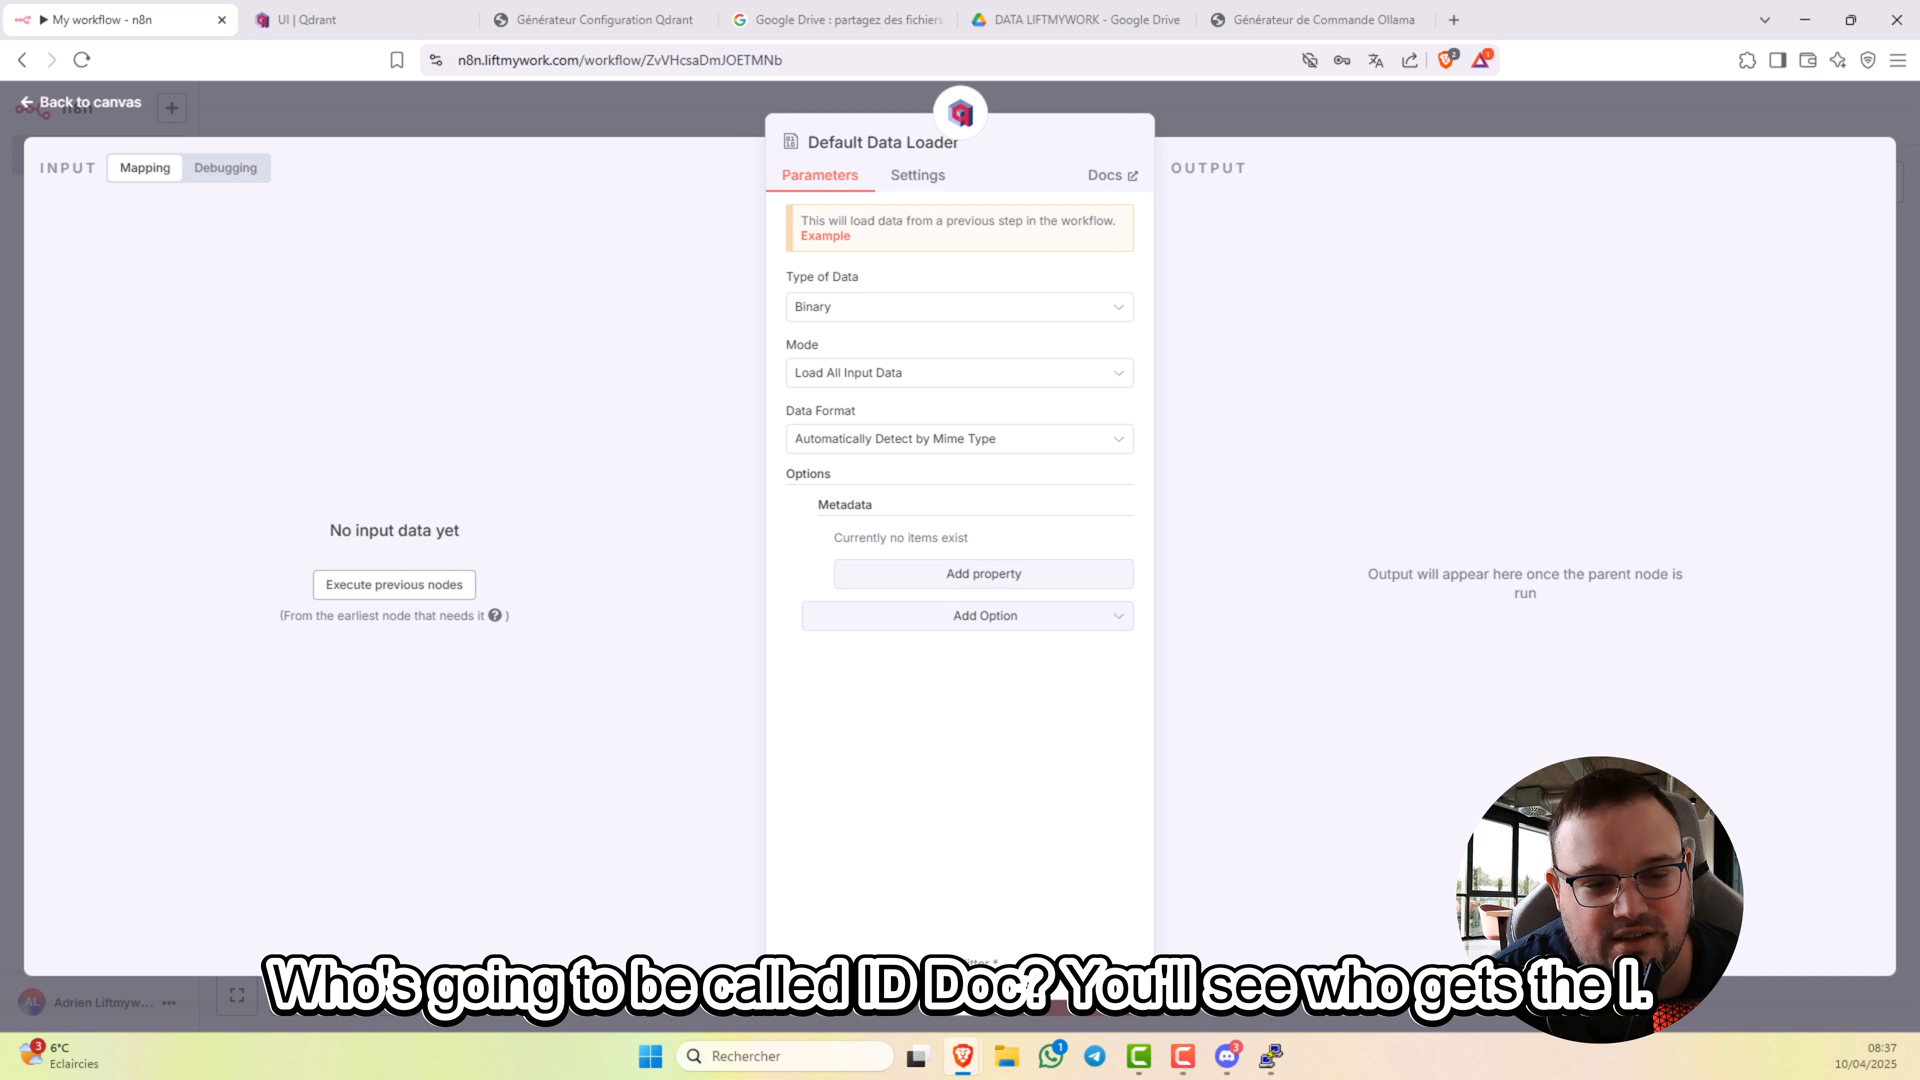 My workflow - n8n
UI | Qdrant
Générateur Configuration Qdrant
Google Drive : partagez des fichiers
DATA LIFTMYWORK - Google Drive
Générateur de Commande Ollama
n8n.liftmywork.com/workflow/ZvVHcsaDmJOETMNb
2
1
Back to canvas
n8n
INPUT
Mapping
Debugging
Default Data Loader
OUTPUT
Parameters
Settings
Docs
This will load data from a previous step in the workflow.
Example
Type of Data
Binary
Mode
Load All Input Data
Data Format
Automatically Detect by Mime Type
Options
Metadata
Currently no items exist
Add property
Add Option
No input data yet
Execute previous nodes
(From the earliest node that needs it ? )
Output will appear here once the parent node is
run
Who's going to be called ID Doc? You'll see who gets the I.
AL
Adrien Liftmyw...
3
6°C
Eclaircies
Rechercher
1
3
08:37
10/04/2025